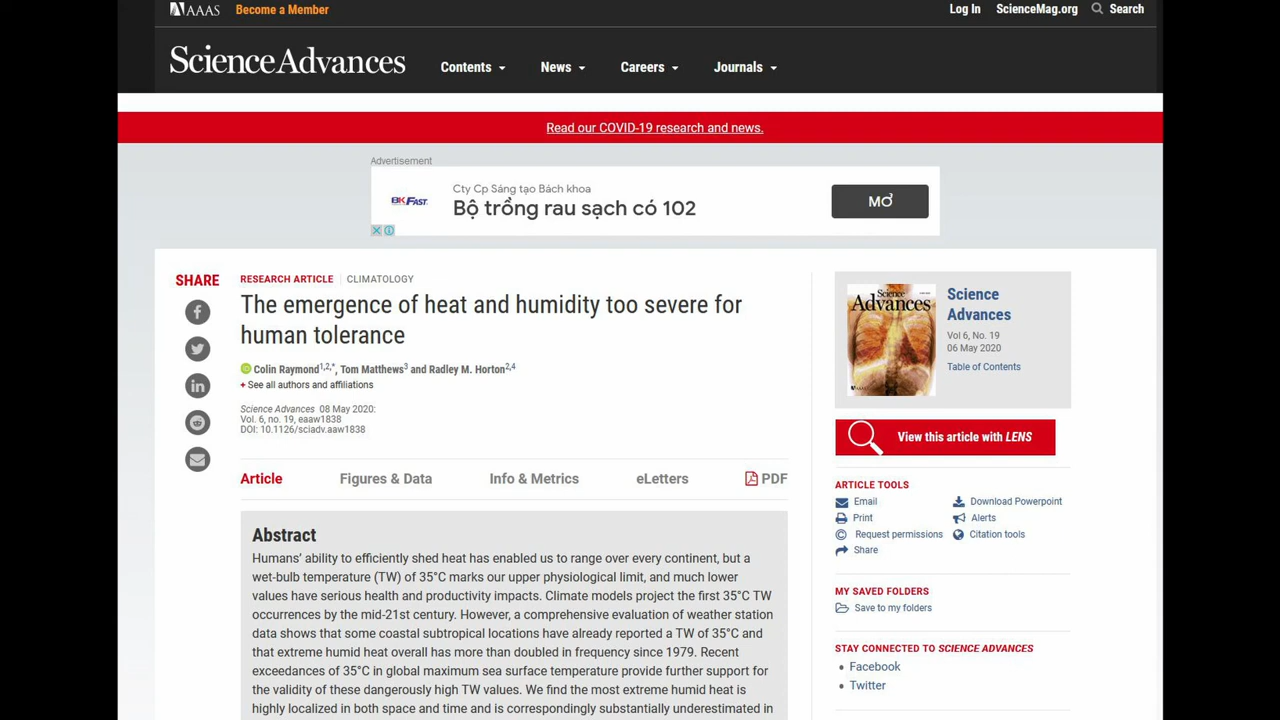 AAAS
Become a Member
Log In
ScienceMag.org
Search
ScienceAdvances
Contents
News
Careers
Journals
Read our COVID-19 research and news.
Advertisement
BKFAST
Cty Cp Sáng tạo Bách khoa
Bộ trồng rau sạch có 102
MỞ
SHARE
RESEARCH ARTICLE
CLIMATOLOGY
The emergence of heat and humidity too severe for
human tolerance
Colin Raymond1,2,*, Tom Matthews3 and Radley M. Horton2,4
+ See all authors and affiliations
Science Advances 08 May 2020:
Vol. 6, no. 19, eaaw1838
DOI: 10.1126/sciadv.aaw1838
Article
Figures & Data
Info & Metrics
eLetters
PDF
Abstract
Humans’ ability to efficiently shed heat has enabled us to range over every continent, but a
wet-bulb temperature (TW) of 35°C marks our upper physiological limit, and much lower
values have serious health and productivity impacts. Climate models project the first 35°C TW
occurrences by the mid-21st century. However, a comprehensive evaluation of weather station
data shows that some coastal subtropical locations have already reported a TW of 35°C and
that extreme humid heat overall has more than doubled in frequency since 1979. Recent
exceedances of 35°C in global maximum sea surface temperature provide further support for
the validity of these dangerously high TW values. We find the most extreme humid heat is
highly localized in both space and time and is correspondingly substantially underestimated in
Science
Advances
Science
Advances
Vol 6, No. 19
06 May 2020
Table of Contents
View this article with LENS
ARTICLE TOOLS
Email
Download Powerpoint
Print
Alerts
Request permissions
Citation tools
Share
MY SAVED FOLDERS
Save to my folders
STAY CONNECTED TO SCIENCE ADVANCES
Facebook
Twitter